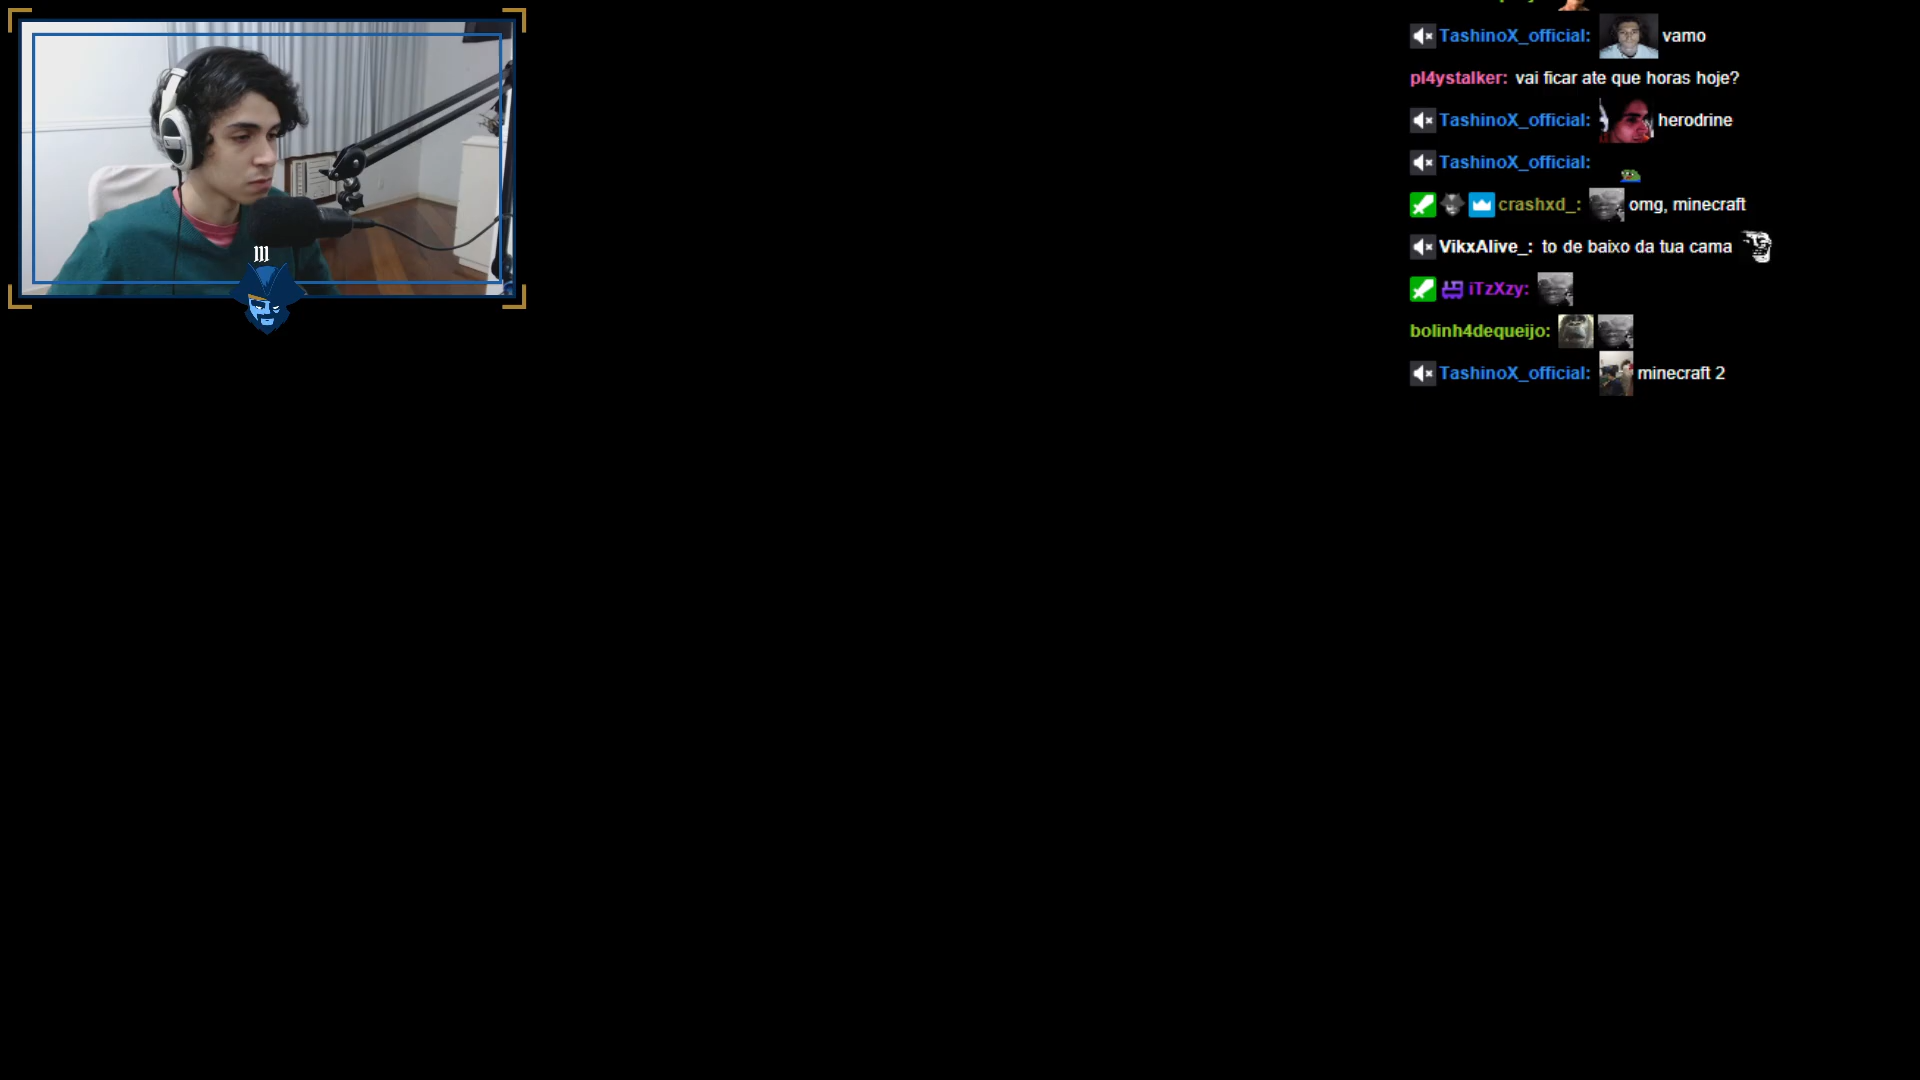 TashinoX_official: vamo
pl4ystalker: vai ficar ate que horas hoje?
TashinoX_official: herodrine
TashinoX_official:
crashxd_: omg, minecraft
VikxAlive_: to de baixo da tua cama
iTzXzy:
bolinh4dequeijo:
TashinoX_official: minecraft 2